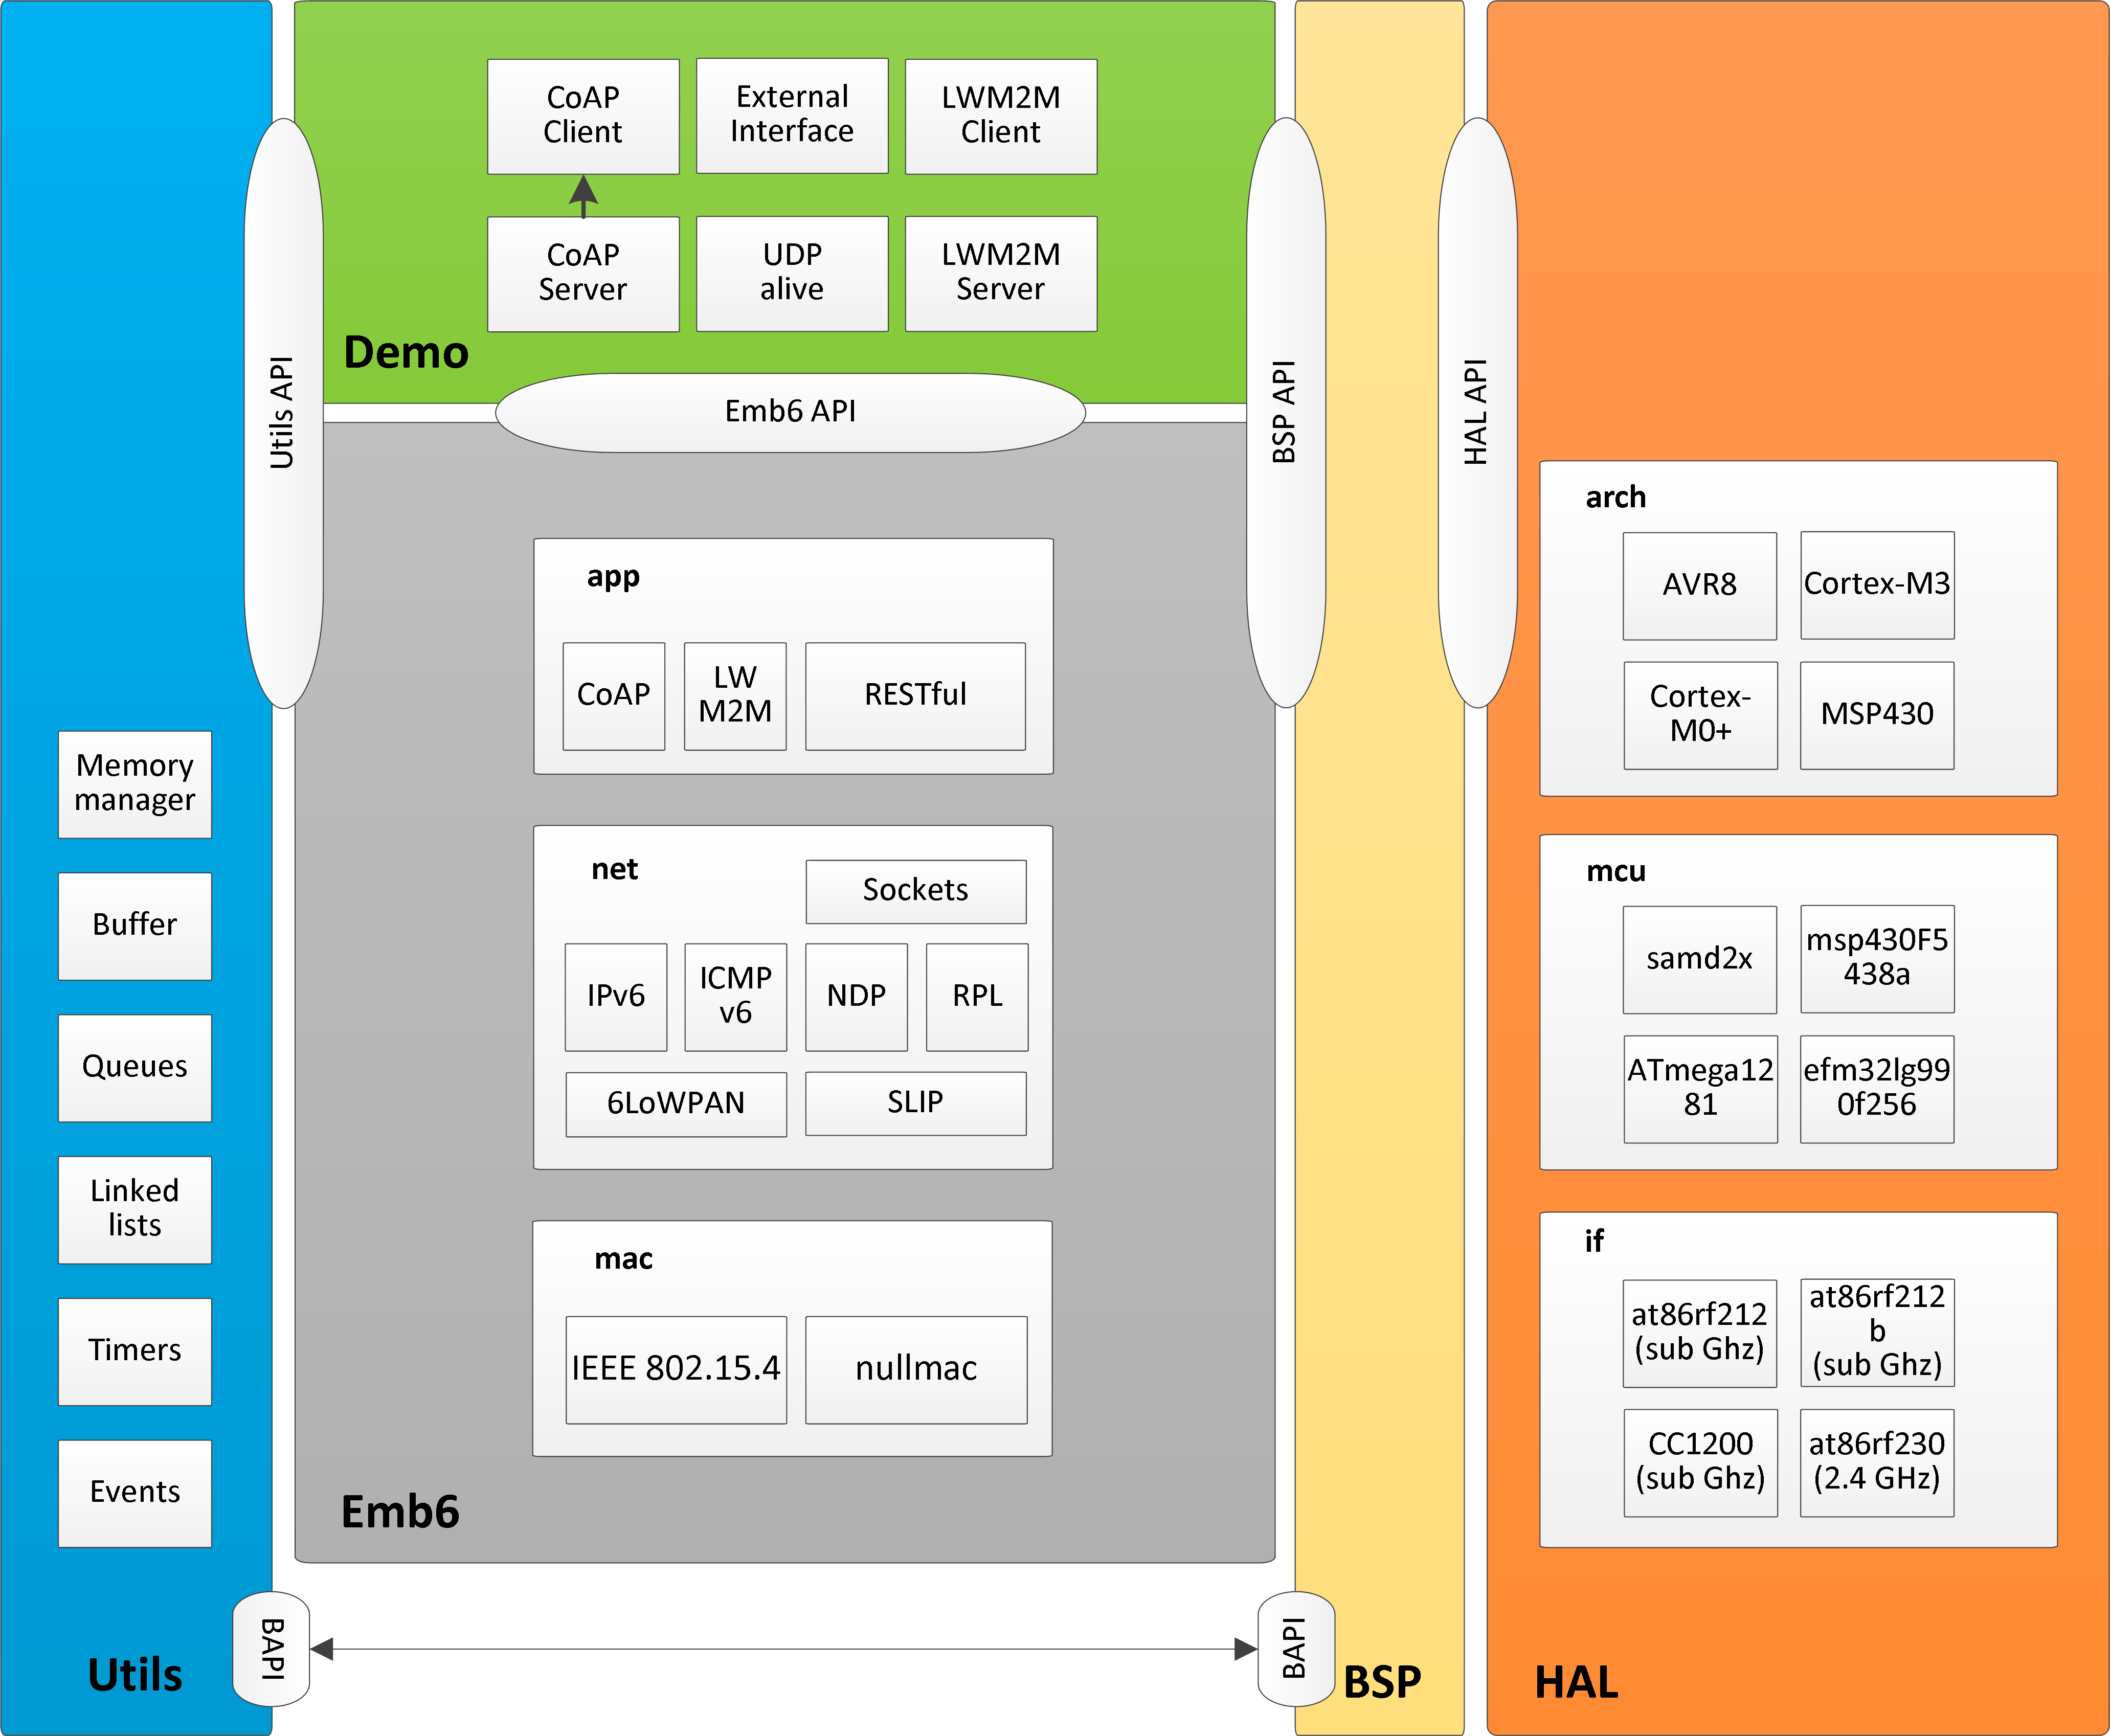 CoAP
Client
External
Interface
LWM2M
Client
CoAP
Server
UDP
alive
LWM2M
Server
Demo
Emb6 API
Utils API
BSP API
HAL API
app
CoAP
LW
M2M
RESTful
net
Sockets
IPv6
ICMP
v6
NDP
RPL
6LoWPAN
SLIP
mac
IEEE 802.15.4
nullmac
Emb6
Memory
manager
Buffer
Queues
Linked
lists
Timers
Events
Utils
BAPI
BAPI
BSP
arch
AVR8
Cortex-M3
Cortex-
M0+
MSP430
mcu
samd2x
msp430F5
438a
ATmega12
81
efm32lg99
0f256
if
at86rf212
(sub Ghz)
at86rf212
b
(sub Ghz)
CC1200
(sub Ghz)
at86rf230
(2.4 GHz)
HAL